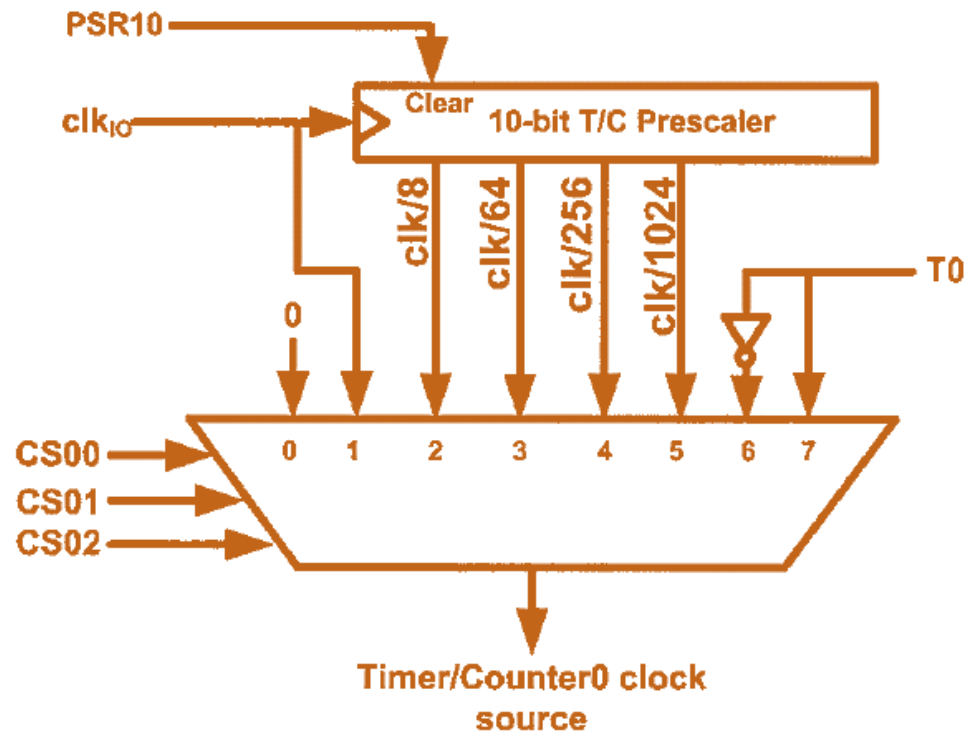 PSR10
Clear
clkIO
10-bit T/C Prescaler
clk/8
clk/64
clk/256
clk/1024
T0
0
0 1 2 3 4 5 6 7
CS00
CS01
CS02
Timer/Counter0 clock
source